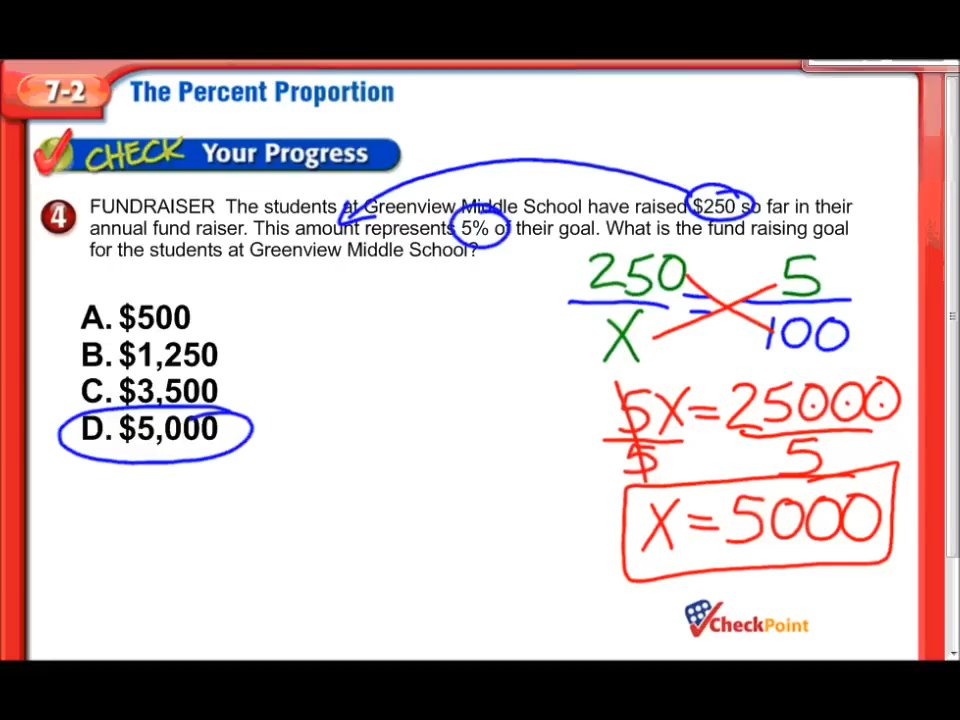 7-2 The Percent Proportion
CHECK Your Progress
4 FUNDRAISER The students at Greenview Middle School have raised $250 so far in their
annual fund raiser. This amount represents 5% of their goal. What is the fund raising goal
for the students at Greenview Middle School?
250 = 5
X 100
A. $500
B. $1,250
C. $3,500
D. $5,000
5X = 25000
5 5
X = 5000
CheckPoint